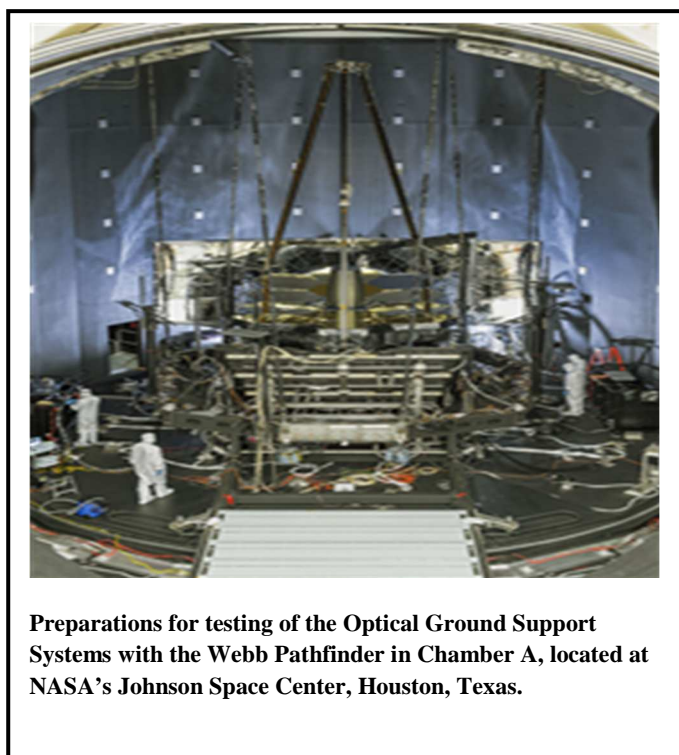 Preparations for testing of the Optical Ground Support
Systems with the Webb Pathfinder in Chamber A, located at
NASA's Johnson Space Center, Houston, Texas.